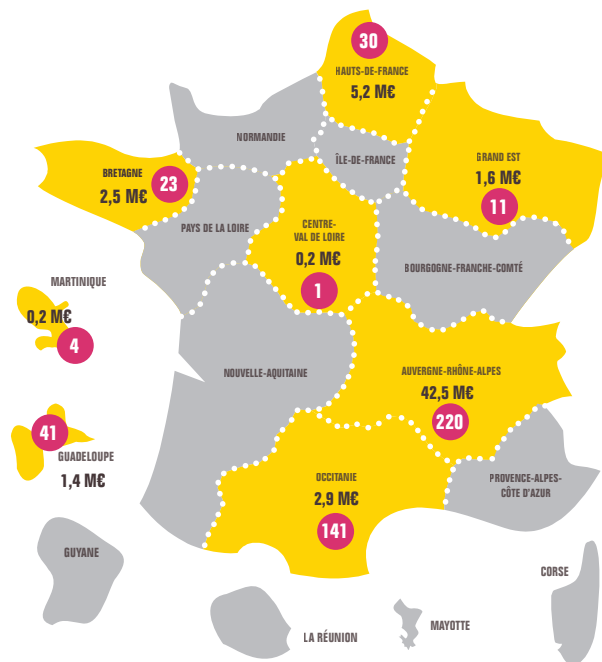 30
HAUTS-DE-FRANCE
5,2 M€
NORMANDIE
ÎLE-DE-FRANCE
GRAND EST
1,6 M€
11
BRETAGNE
2,5 M€
23
PAYS DE LA LOIRE
CENTRE-
VAL DE LOIRE
0,2 M€
1
BOURGOGNE-FRANCHE-COMTÉ
MARTINIQUE
0,2 M€
4
NOUVELLE-AQUITAINE
AUVERGNE-RHÔNE-ALPES
42,5 M€
220
41
GUADELOUPE
1,4 M€
OCCITANIE
2,9 M€
141
PROVENCE-ALPES-
CÔTE D'AZUR
GUYANE
CORSE
LA RÉUNION
MAYOTTE